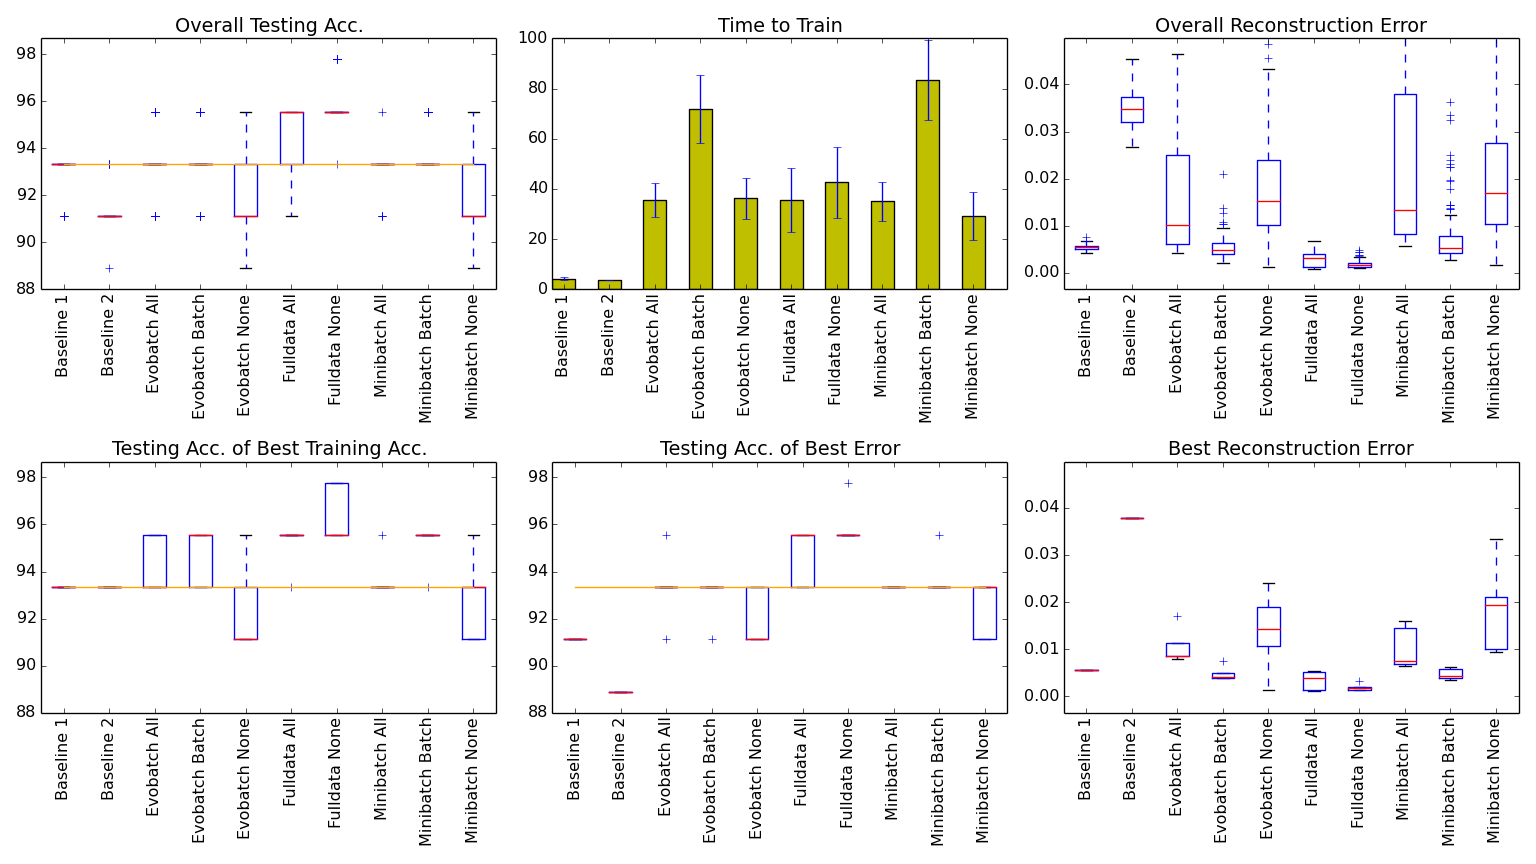 Overall Testing Acc.
98
96
94
92
90
88
Baseline 1
Baseline 2
Evobatch All
Evobatch Batch
Evobatch None
Fulldata All
Fulldata None
Minibatch All
Minibatch Batch
Minibatch None
Time to Train
100
80
60
40
20
0
Baseline 1
Baseline 2
Evobatch All
Evobatch Batch
Evobatch None
Fulldata All
Fulldata None
Minibatch All
Minibatch Batch
Minibatch None
Overall Reconstruction Error
0.04
0.03
0.02
0.01
0.00
Baseline 1
Baseline 2
Evobatch All
Evobatch Batch
Evobatch None
Fulldata All
Fulldata None
Minibatch All
Minibatch Batch
Minibatch None
Testing Acc. of Best Training Acc.
98
96
94
92
90
88
Baseline 1
Baseline 2
Evobatch All
Evobatch Batch
Evobatch None
Fulldata All
Fulldata None
Minibatch All
Minibatch Batch
Minibatch None
Testing Acc. of Best Error
98
96
94
92
90
88
Baseline 1
Baseline 2
Evobatch All
Evobatch Batch
Evobatch None
Fulldata All
Fulldata None
Minibatch All
Minibatch Batch
Minibatch None
Best Reconstruction Error
0.04
0.03
0.02
0.01
0.00
Baseline 1
Baseline 2
Evobatch All
Evobatch Batch
Evobatch None
Fulldata All
Fulldata None
Minibatch All
Minibatch Batch
Minibatch None